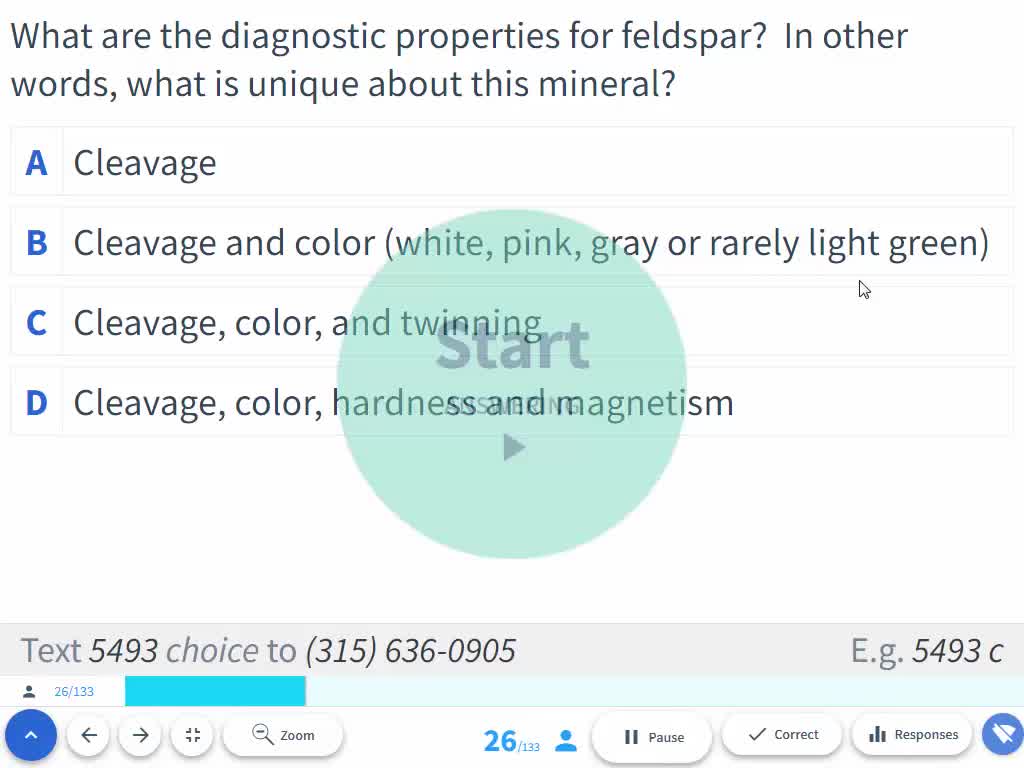 What are the diagnostic properties for feldspar? In other
words, what is unique about this mineral?
A Cleavage
B Cleavage and color (white, pink, gray or rarely light green)
C Cleavage, color, and twinning
Start
D Cleavage, color, hardness and magnetism
ANSWERING
Text 5493 choice to (315) 636-0905 E.g. 5493 c
26/133
Zoom 26/133 Pause Correct Responses